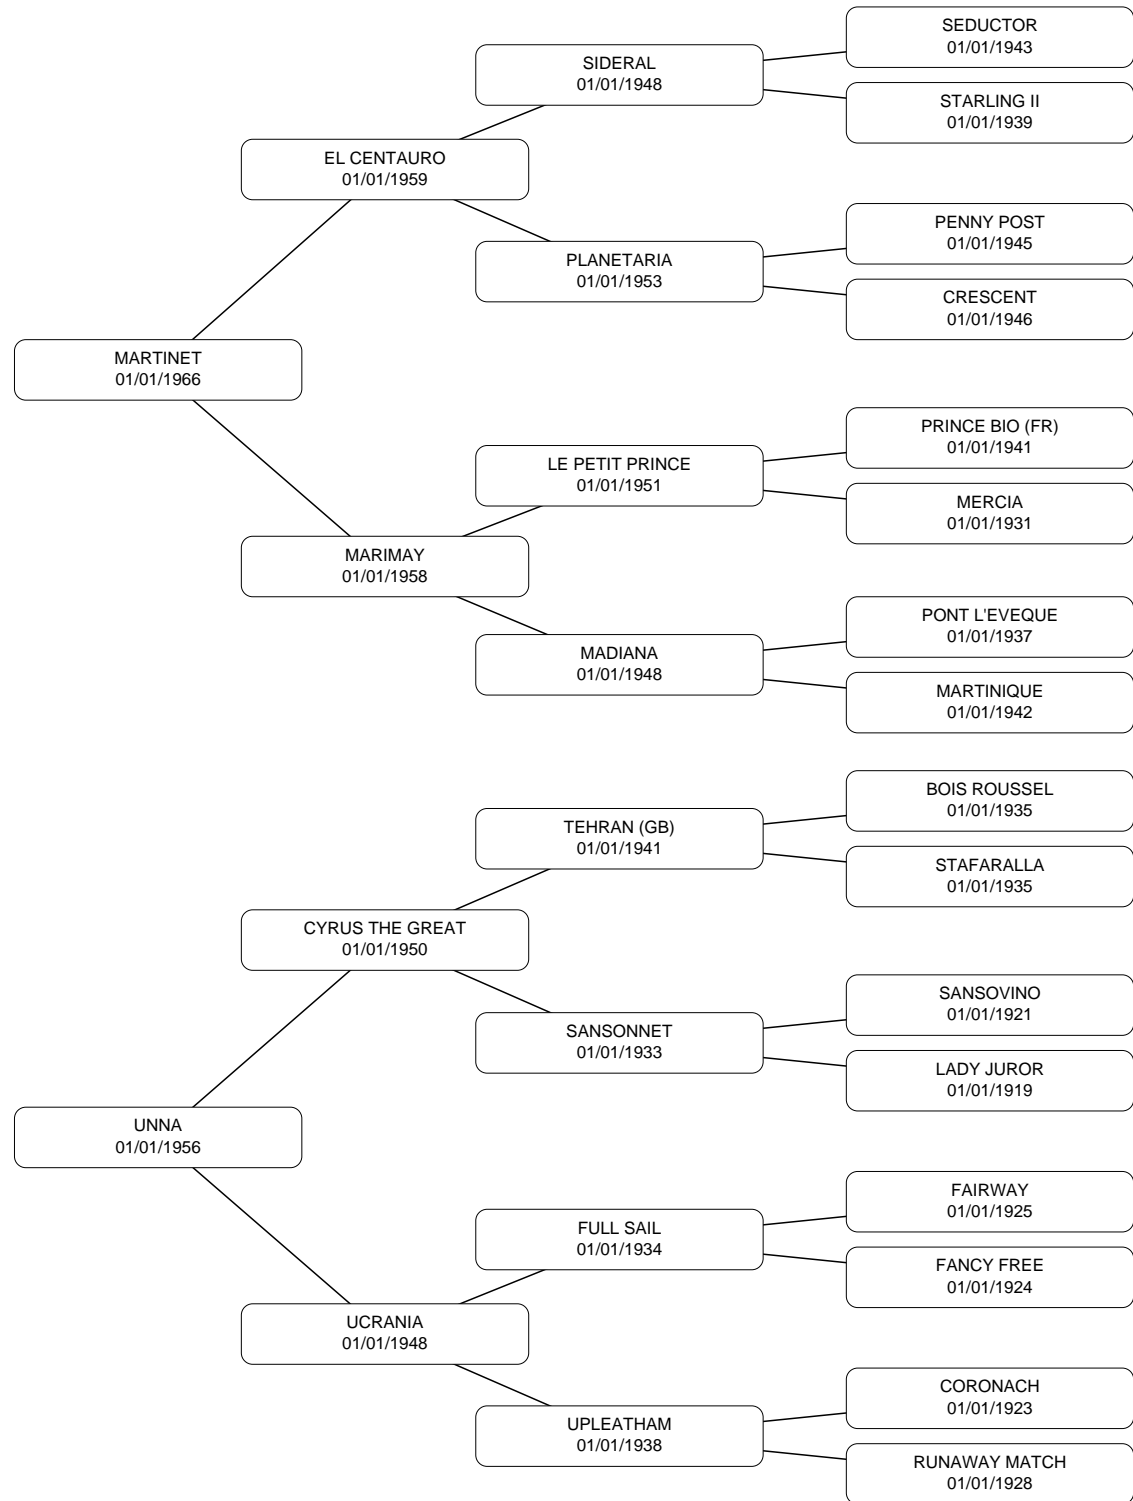 SEDUCTOR
01/01/1943
SIDERAL
01/01/1948
STARLING II
01/01/1939
EL CENTAURO
01/01/1959
PENNY POST
01/01/1945
PLANETARIA
01/01/1953
CRESCENT
01/01/1946
MARTINET
01/01/1966
PRINCE BIO (FR)
01/01/1941
LE PETIT PRINCE
01/01/1951
MERCIA
01/01/1931
MARIMAY
01/01/1958
PONT L'EVEQUE
01/01/1937
MADIANA
01/01/1948
MARTINIQUE
01/01/1942
BOIS ROUSSEL
01/01/1935
TEHRAN (GB)
01/01/1941
STAFARALLA
01/01/1935
CYRUS THE GREAT
01/01/1950
SANSOVINO
01/01/1921
SANSONNET
01/01/1933
LADY JUROR
01/01/1919
UNNA
01/01/1956
FAIRWAY
01/01/1925
FULL SAIL
01/01/1934
FANCY FREE
01/01/1924
UCRANIA
01/01/1948
CORONACH
01/01/1923
UPLEATHAM
01/01/1938
RUNAWAY MATCH
01/01/1928